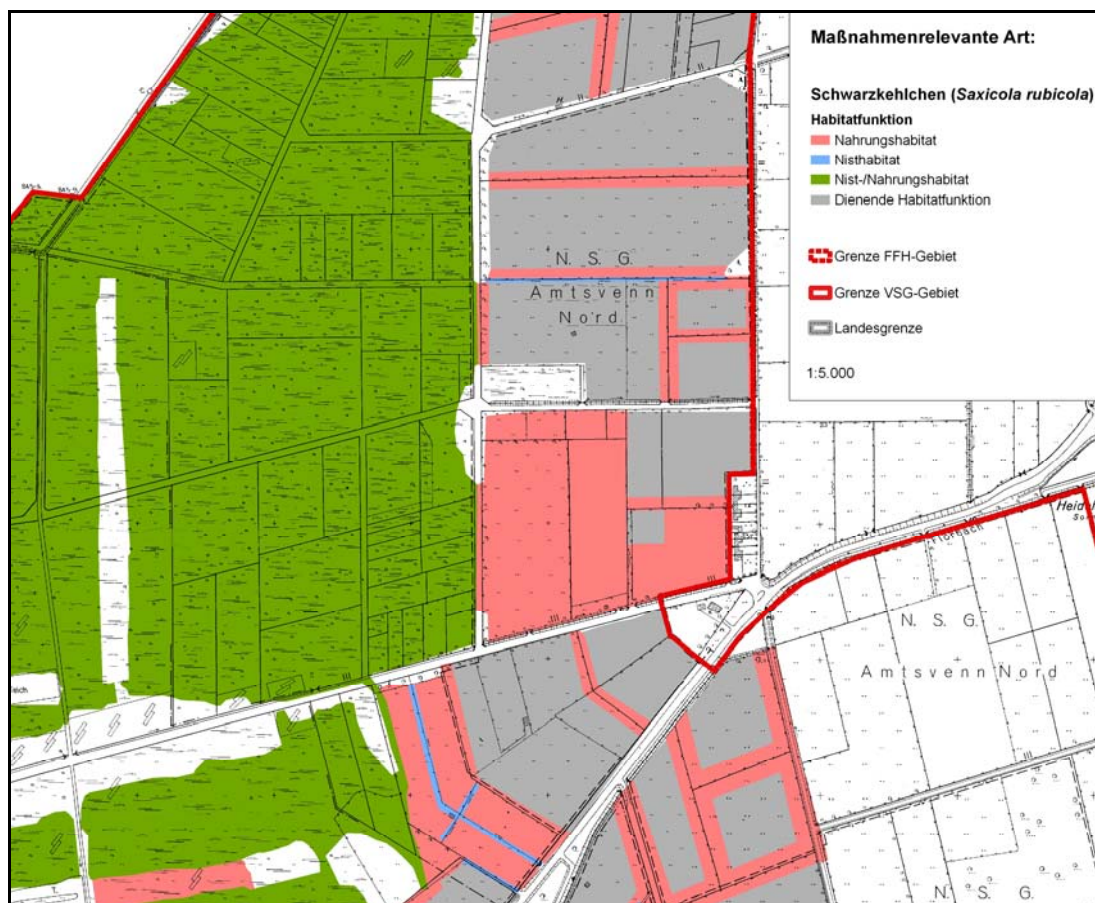 Maßnahmenrelevante Art:
Schwarzkehlchen (Saxicola rubicola)
Habitatfunktion
Nahrungshabitat
Nisthabitat
Nist-/Nahrungshabitat
Dienende Habitatfunktion
Grenze FFH-Gebiet
Grenze VSG-Gebiet
Landesgrenze
1:5.000
N. S. G.
Amtsvenn
Nord
Flörbach
N. S. G.
Amtsvenn Nord
N. S. G.